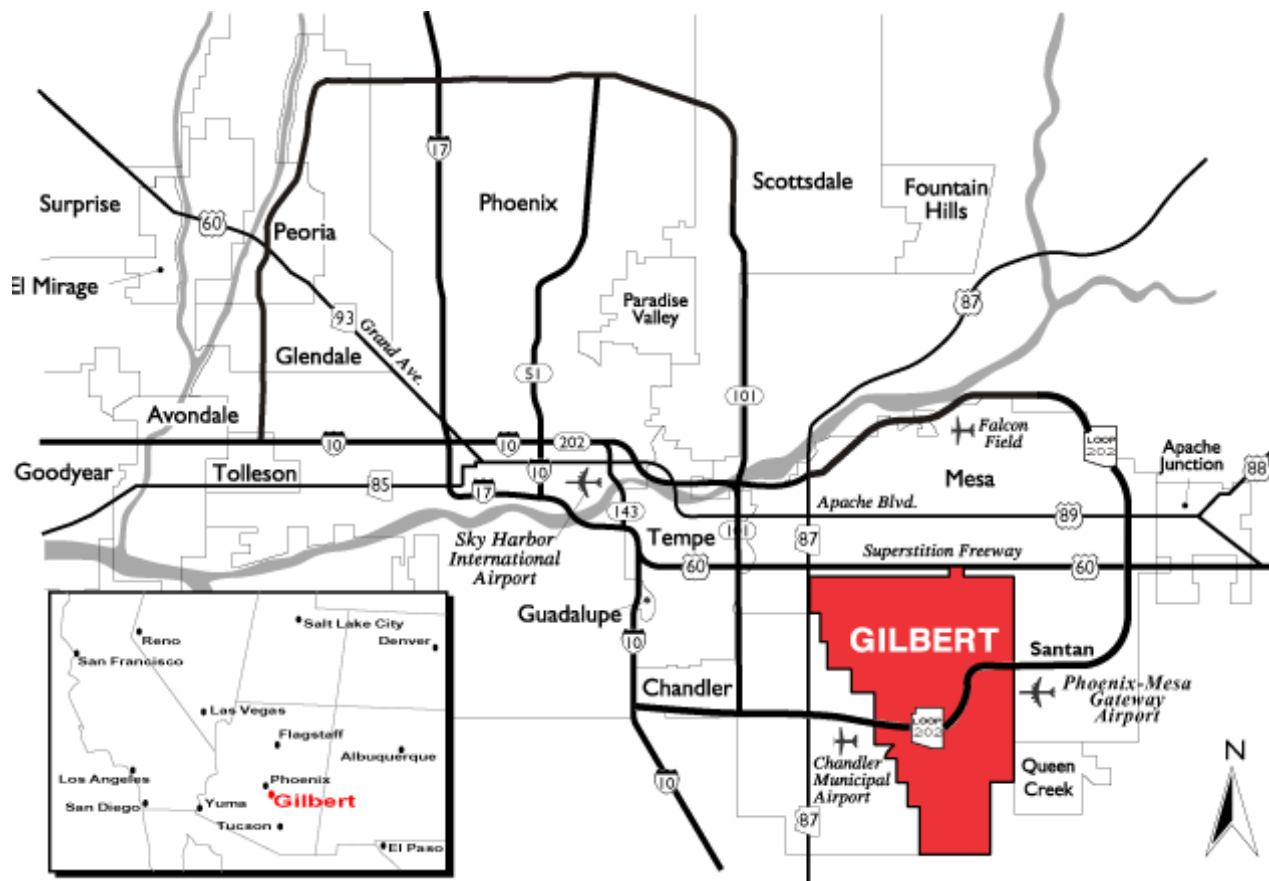 17
Scottsdale
Fountain
Hills
Phoenix
Surprise
60
Peoria
El Mirage
Paradise
Valley
87
93
Grand Ave.
Glendale
51
101
Avondale
10
10
202
Falcon
Field
LOOP
202
Apache
Junction
Goodyear
Tolleson
85
17
10
Mesa
88
143
Apache Blvd.
89
Sky Harbor
International
Airport
Tempe
101
87
Superstition Freeway
60
60
Guadalupe
10
GILBERT
Santan
Chandler
Phoenix-Mesa
Gateway
Airport
LOOP
202
Chandler
Municipal
Airport
Queen
Creek
10
87
N
Salt Lake City
Reno
Denver
San Francisco
Las Vegas
Flagstaff
Albuquerque
Los Angeles
Phoenix
Gilbert
San Diego
Yuma
Tucson
El Paso